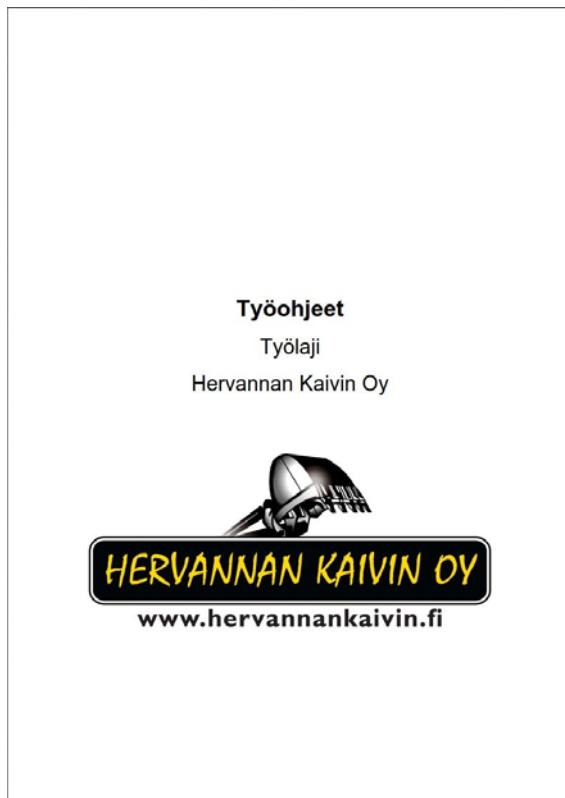 Työohjeet
Työlaji
Hervannan Kaivin Oy
HERVANNAN KAIVIN OY
www.hervannankaivin.fi